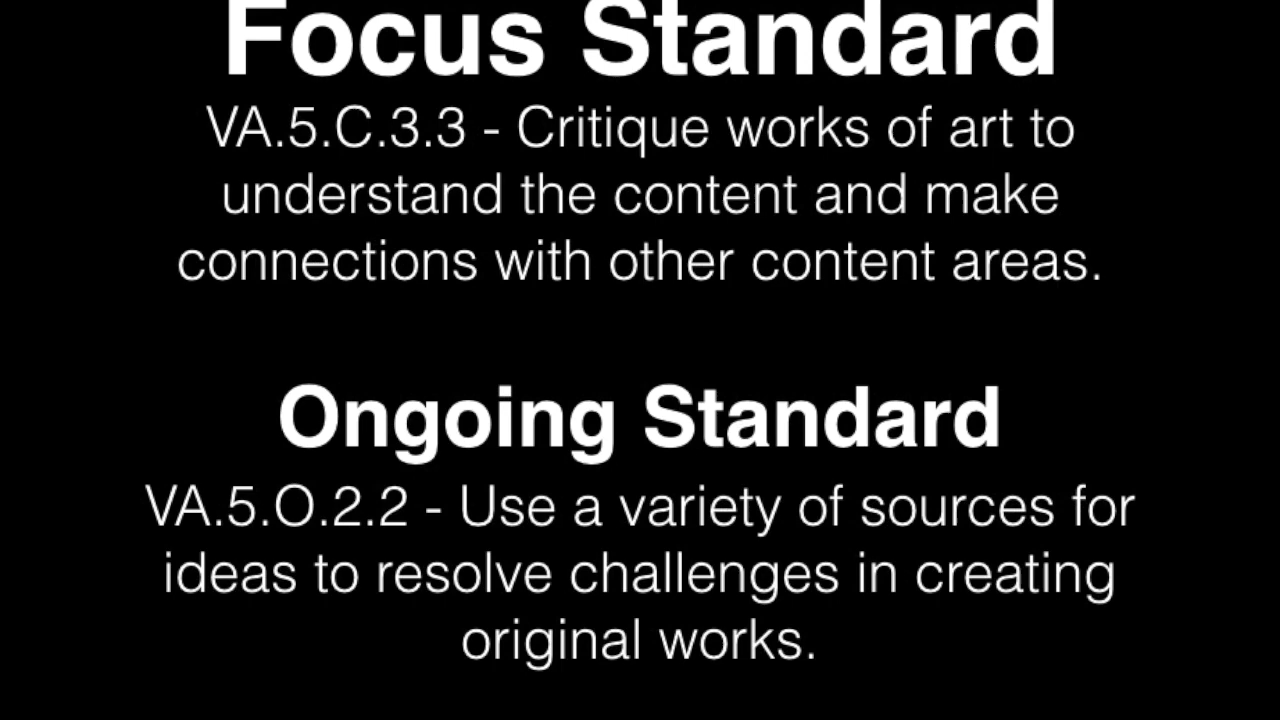 Focus Standard
VA.5.C.3.3 - Critique works of art to
understand the content and make
connections with other content areas.
Ongoing Standard
VA.5.O.2.2 - Use a variety of sources for
ideas to resolve challenges in creating
original works.